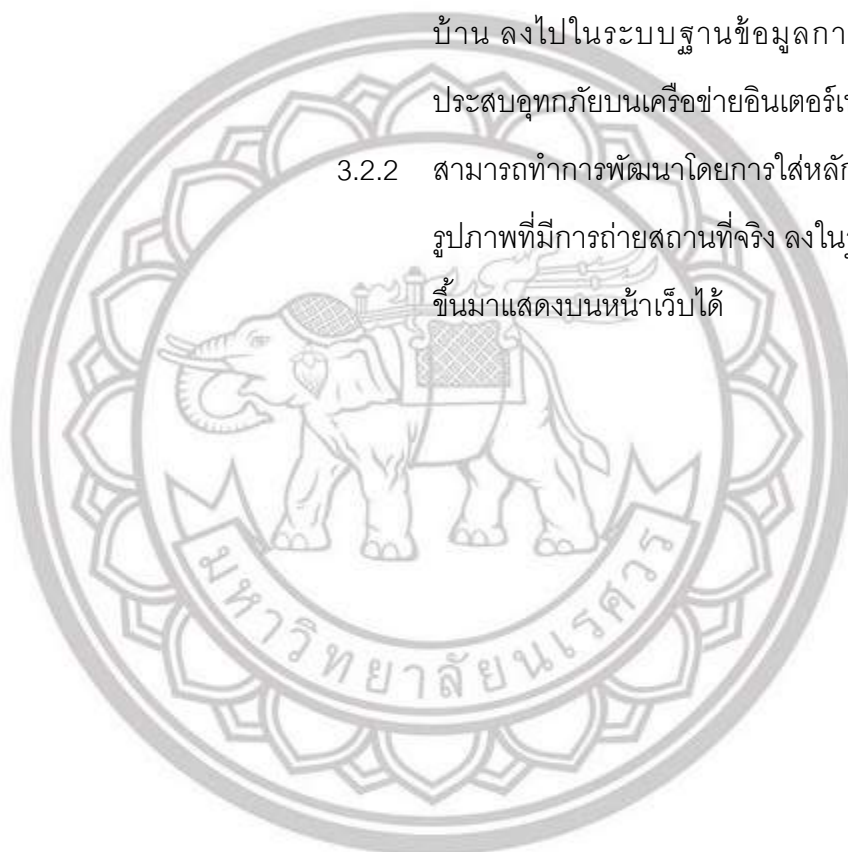 บ้าน ลงไปในระบบฐานข้อมูลกา
ประสบอุทกภัยบนเครือข่ายอินเตอร์เ
3.2.2 สามารถทำการพัฒนาโดยการใส่หลัก
รูปภาพที่มีการถ่ายสถานที่จริง ลงใน
ขึ้นมาแสดงบนหน้าเว็บได้
มหาวิทยาลัยนเรศวร